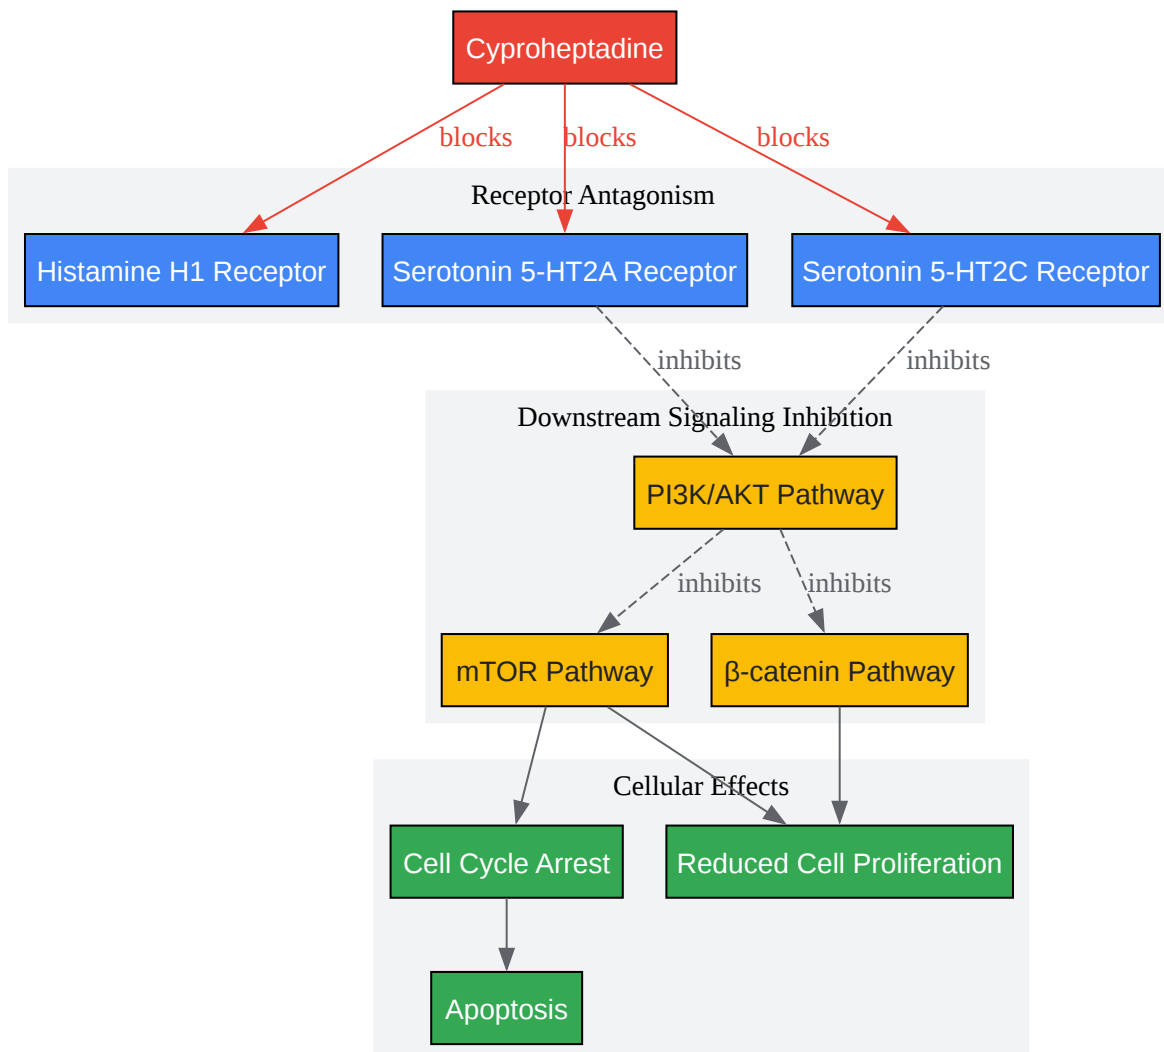 Cyproheptadine
blocks
blocks
blocks
Receptor Antagonism
Histamine H1 Receptor
Serotonin 5-HT2A Receptor
Serotonin 5-HT2C Receptor
inhibits
inhibits
Downstream Signaling Inhibition
PI3K/AKT Pathway
inhibits
inhibits
mTOR Pathway
β-catenin Pathway
Cellular Effects
Cell Cycle Arrest
Reduced Cell Proliferation
Apoptosis